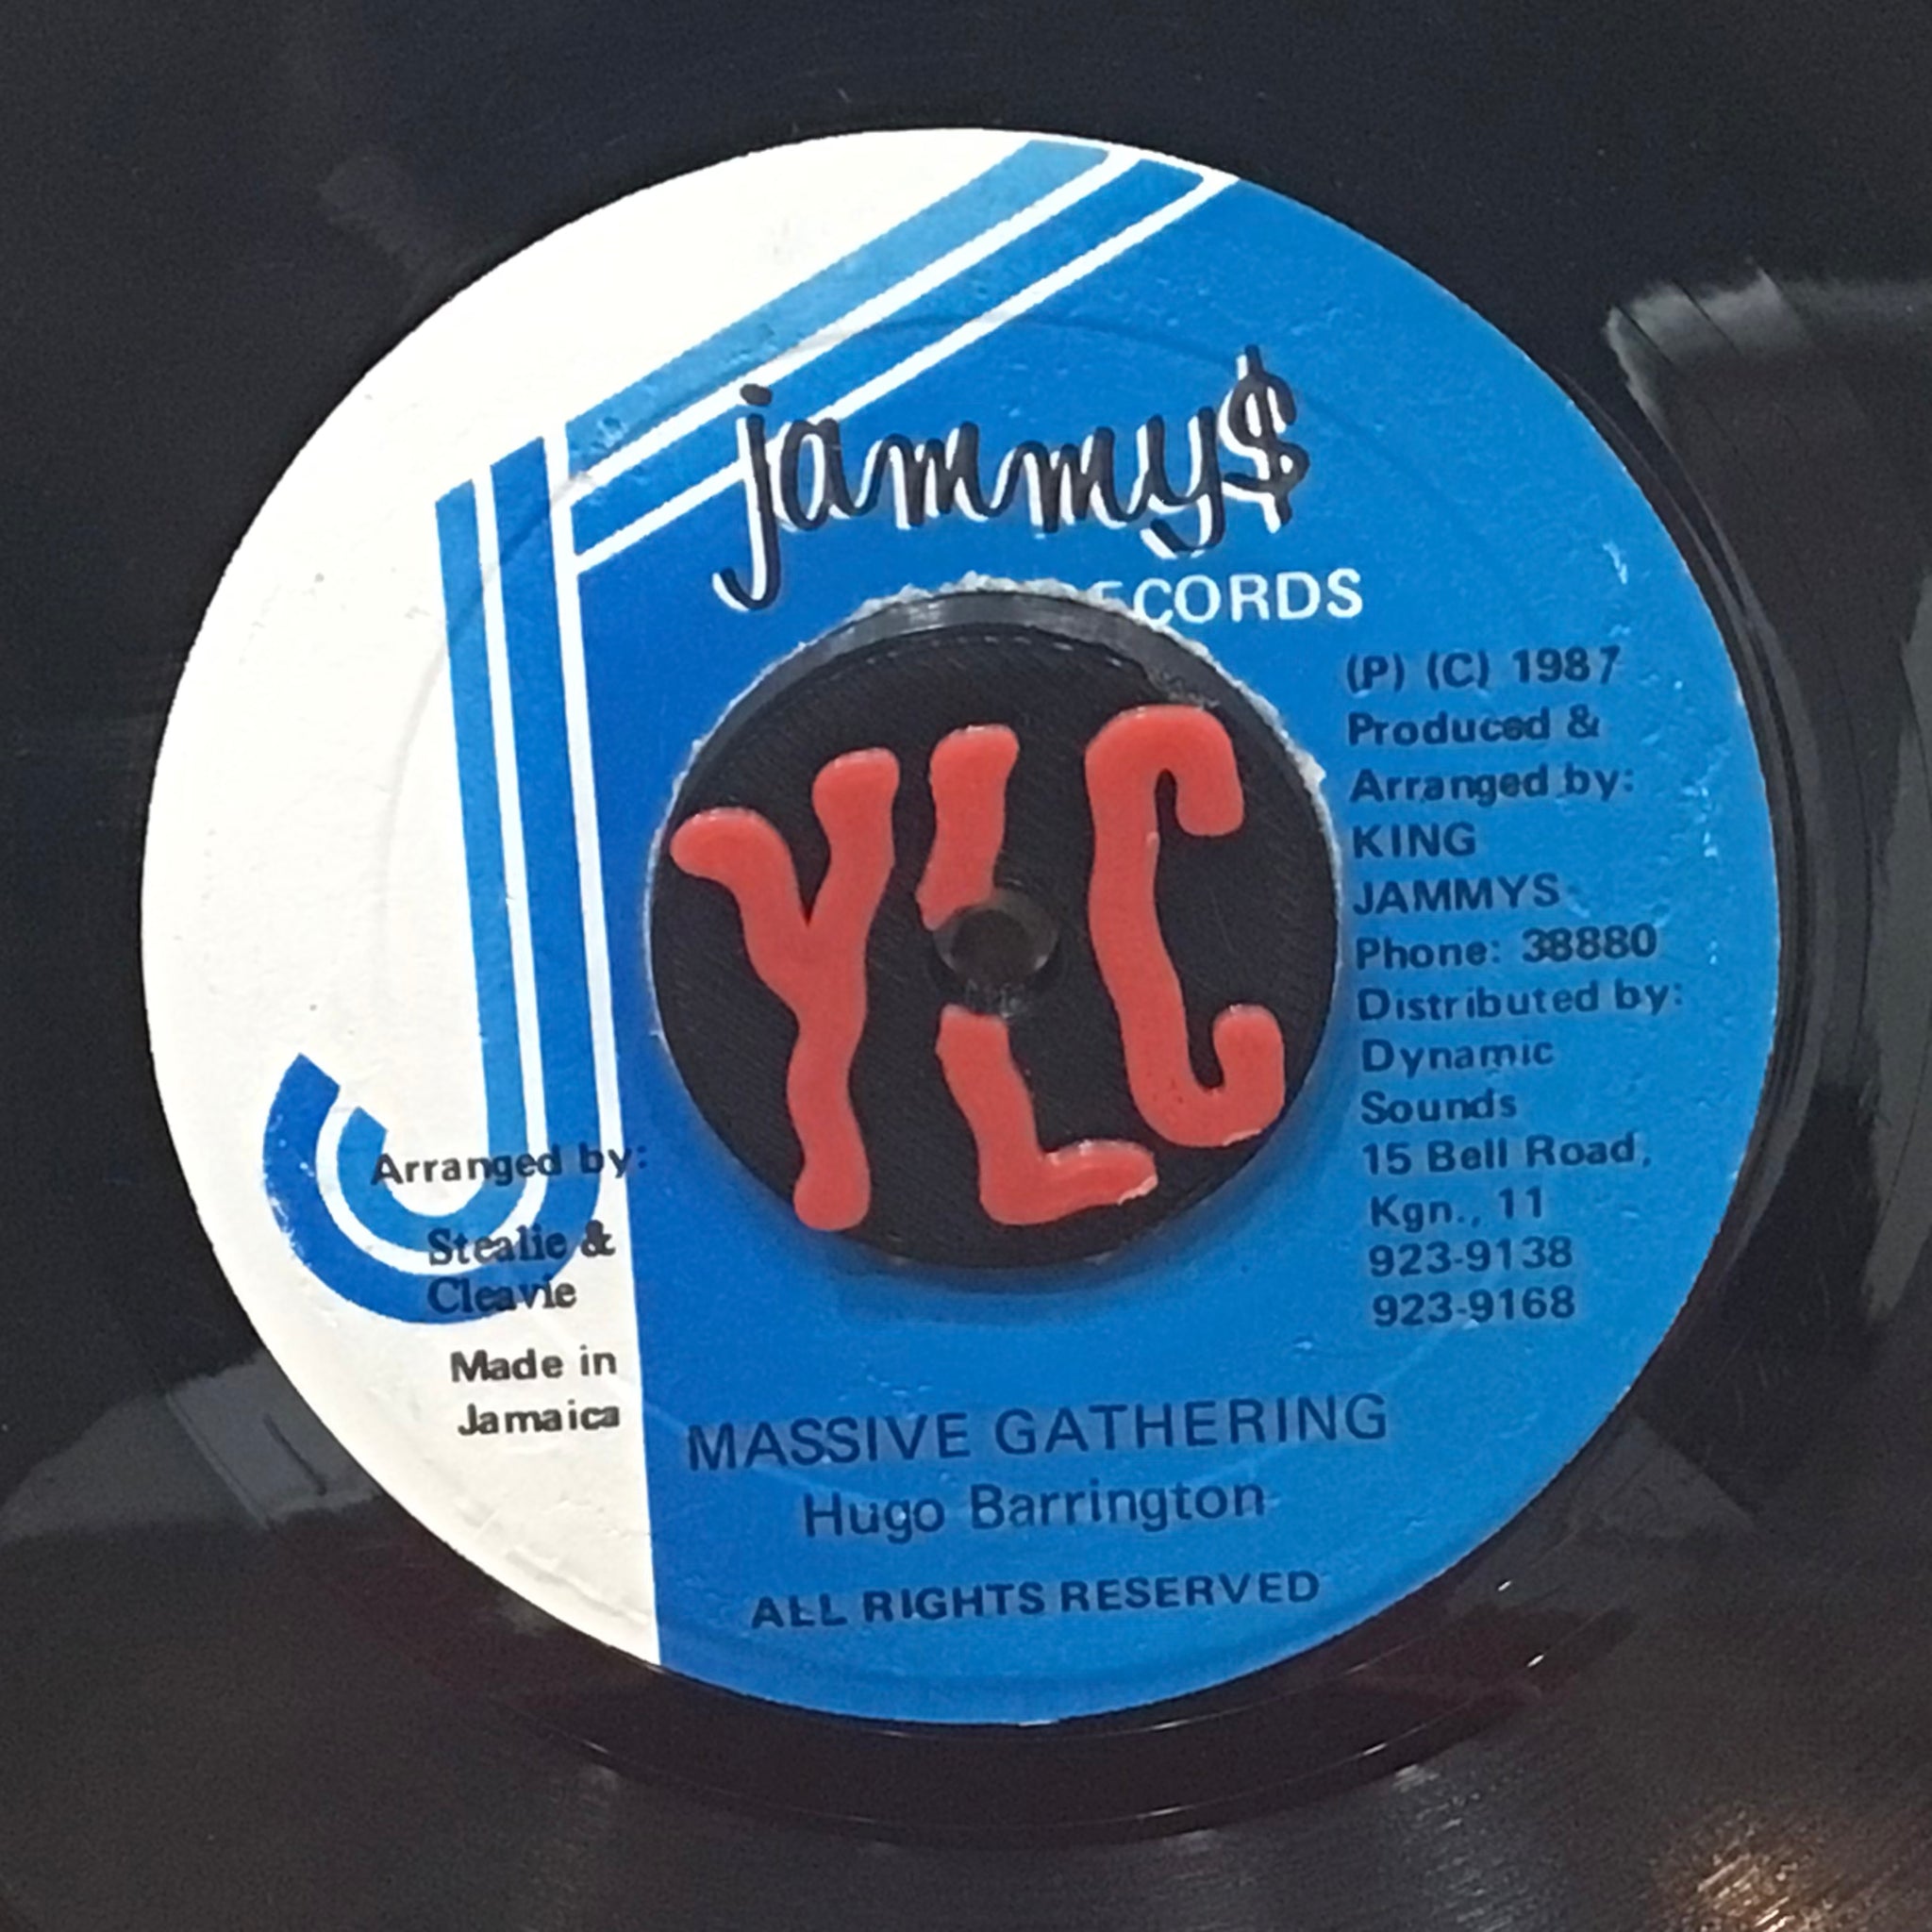 jammy$
RECORDS
(P) (C) 1987
Produced &
Arranged by:
KING
JAMMYS
Phone: 38880
Distributed by:
Dynamic
Sounds
15 Bell Road,
Kgn., 11
923-9138
923-9168
YLC
Arranged by:
Stealie &
Cleavie
Made in
Jamaica
MASSIVE GATHERING
Hugo Barrington
ALL RIGHTS RESERVED